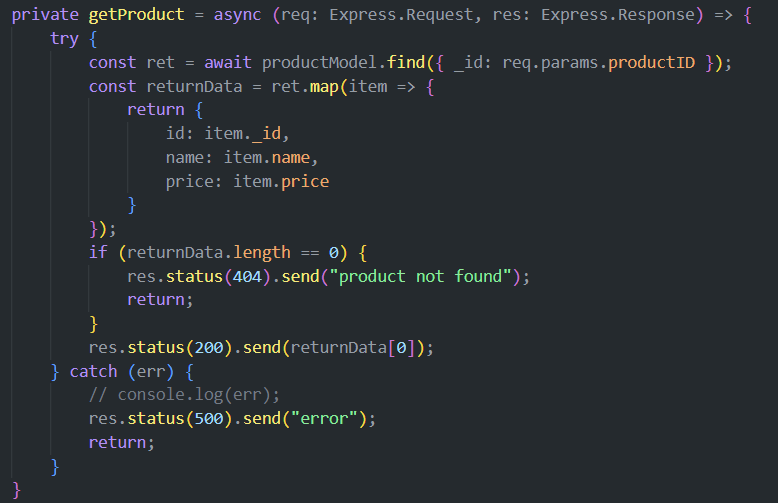 private getProduct = async (req: Express.Request, res: Express.Response) => {
try {
const ret = await productModel.find({ _id: req.params.productID });
const returnData = ret.map(item => {
return {
id: item._id,
name: item.name,
price: item.price
}
});
if (returnData.length == 0) {
res.status(404).send("product not found");
return;
}
res.status(200).send(returnData[0]);
} catch (err) {
// console.log(err);
res.status(500).send("error");
return;
}
}